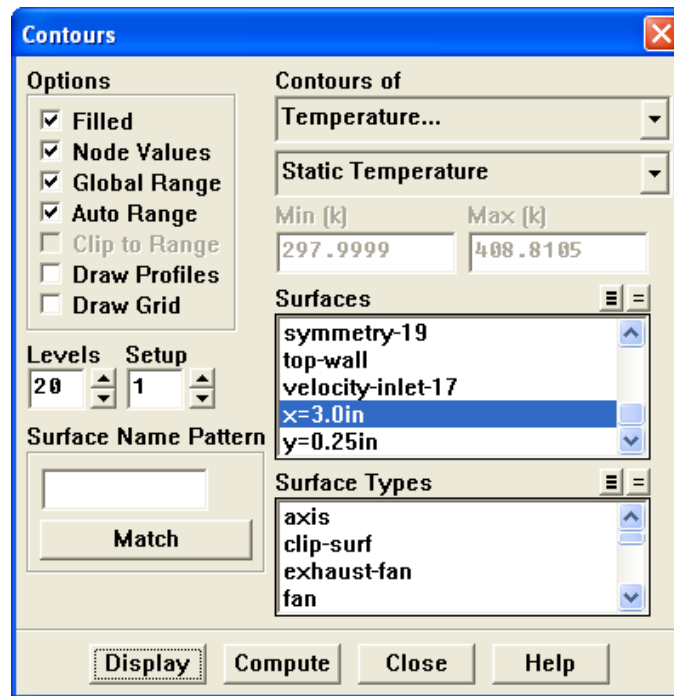 Contours
Options
Filled
Node Values
Global Range
Auto Range
Clip to Range
Draw Profiles
Draw Grid
Levels Setup
20 1
Surface Name Pattern
Match
Contours of
Temperature...
Static Temperature
Min (k) Max (k)
297.9999 408.8105
Surfaces
symmetry-19
top-wall
velocity-inlet-17
x=3.0in
y=0.25in
Surface Types
axis
clip-surf
exhaust-fan
fan
Display Compute Close Help